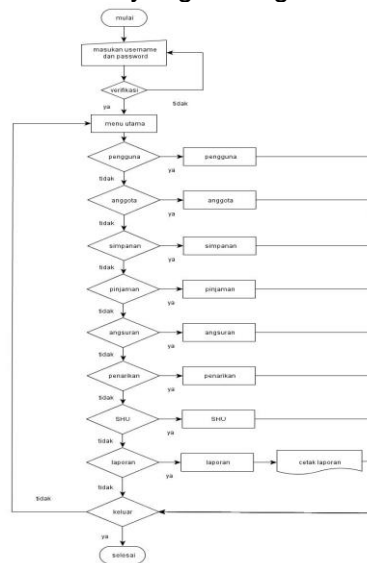 mulai
masukan username
dan password
verifikasi
ya
tidak
menu utama
pengguna
ya
pengguna
tidak
anggota
ya
anggota
tidak
simpanan
ya
simpanan
tidak
pinjaman
ya
pinjaman
tidak
angsuran
ya
angsuran
tidak
penarikan
ya
penarikan
tidak
SHU
ya
SHU
tidak
laporan
ya
laporan
cetak laporan
tidak
tidak
keluar
ya
selesai